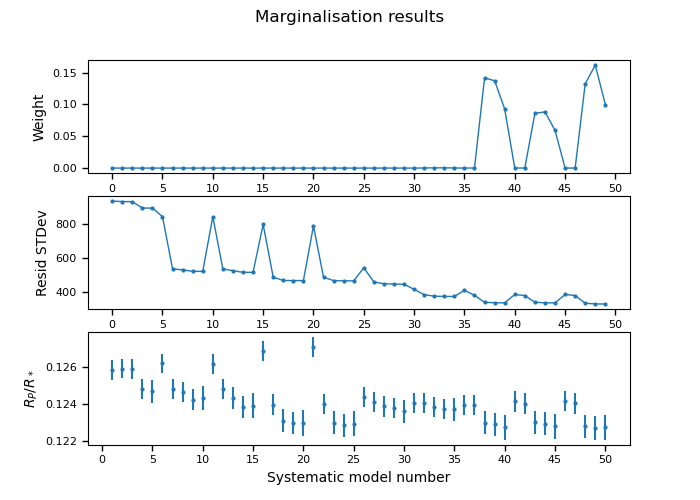 Marginalisation results
Weight
0.15
0.10
0.05
0.00
0 5 10 15 20 25 30 35 40 45 50
Resid STDev
800
600
400
0 5 10 15 20 25 30 35 40 45 50
R_P/R_*
0.126
0.124
0.122
0 5 10 15 20 25 30 35 40 45 50
Systematic model number